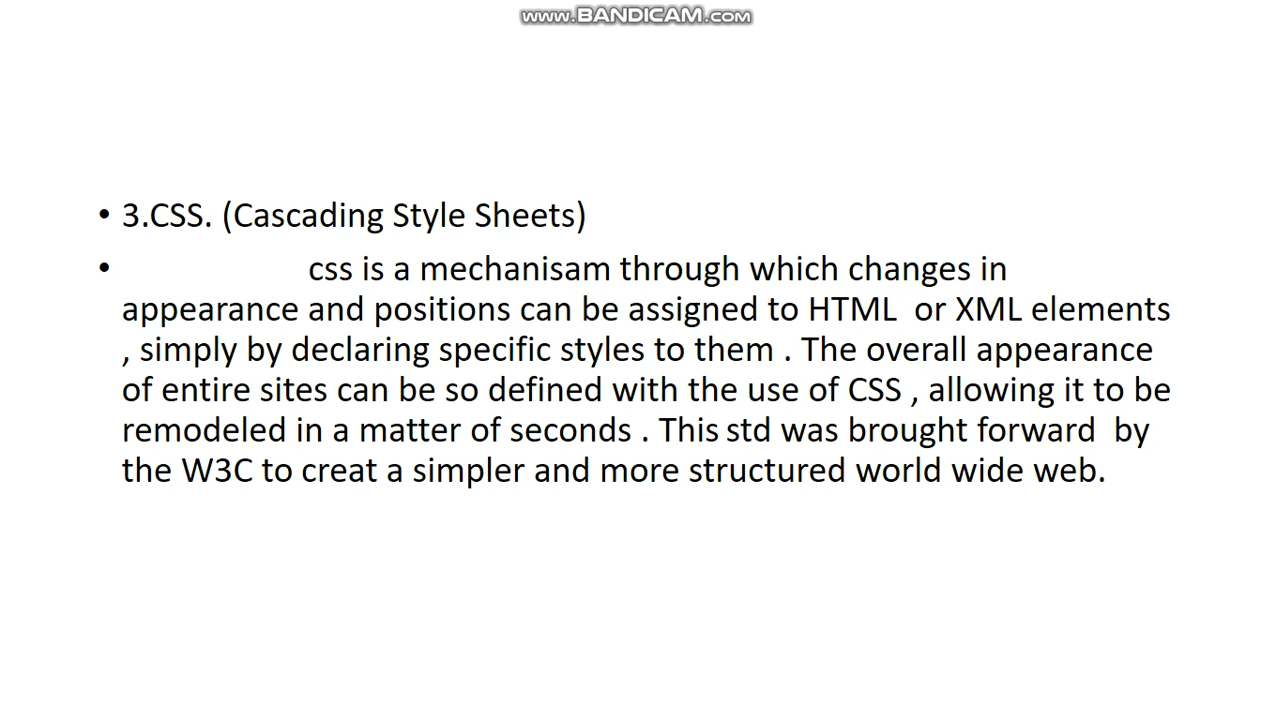 www.BANDICAM.com
• 3.CSS. (Cascading Style Sheets)
• css is a mechanisam through which changes in
appearance and positions can be assigned to HTML or XML elements
, simply by declaring specific styles to them . The overall appearance
of entire sites can be so defined with the use of CSS , allowing it to be
remodeled in a matter of seconds . This std was brought forward by
the W3C to creat a simpler and more structured world wide web.